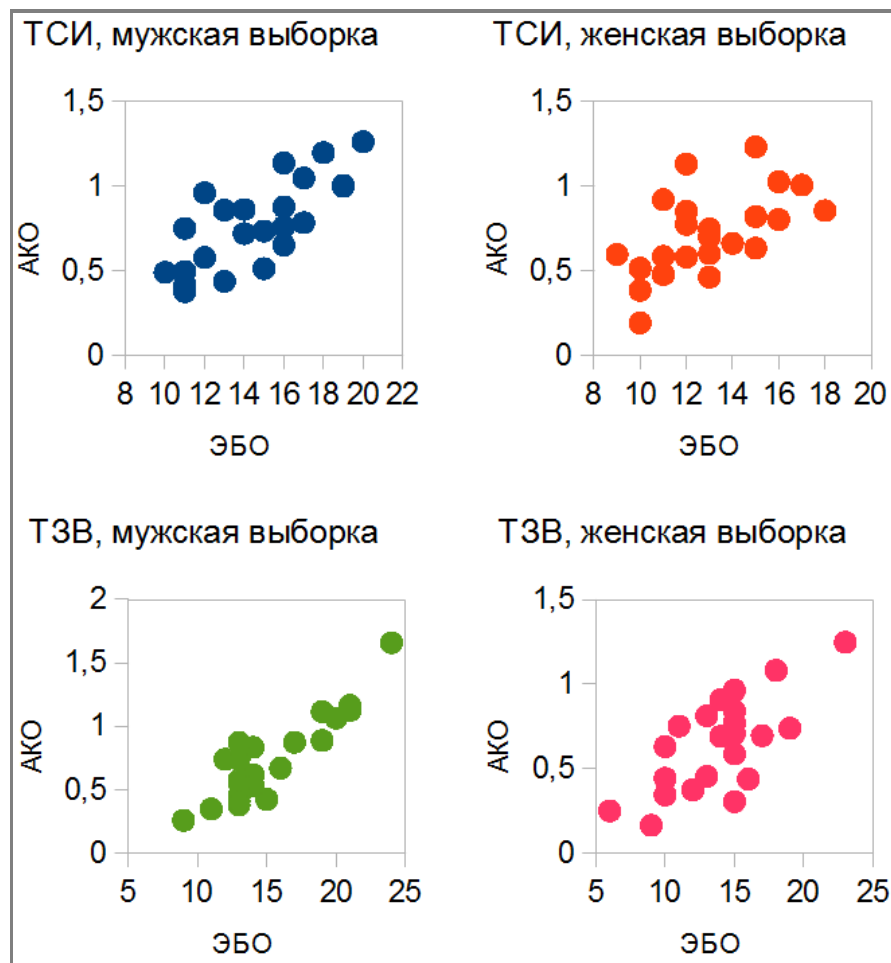 ТСИ, мужская выборка
1,5
1
0,5
0
АКО
8 10 12 14 16 18 20 22
ЭБО
ТСИ, женская выборка
1,5
1
0,5
0
АКО
8 10 12 14 16 18 20
ЭБО
ТЗВ, мужская выборка
2
1,5
1
0,5
0
АКО
5 10 15 20 25
ЭБО
ТЗВ, женская выборка
1,5
1
0,5
0
АКО
5 10 15 20 25
ЭБО